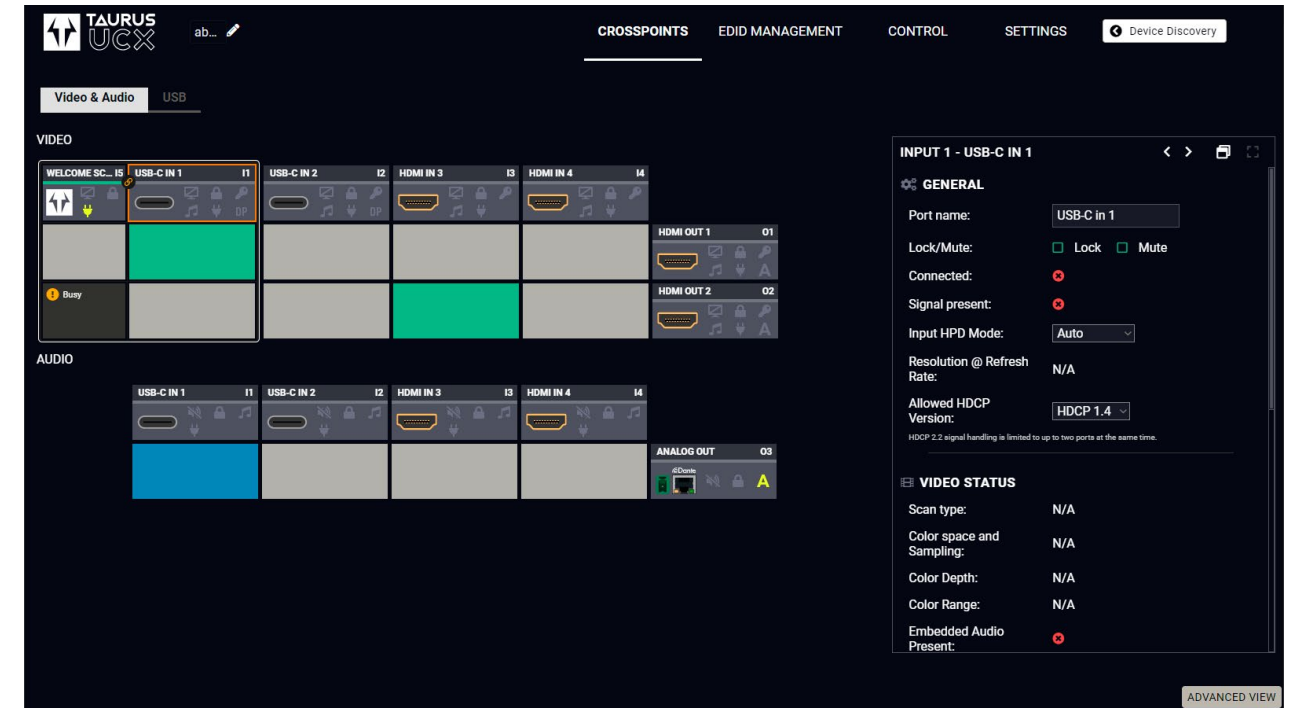 TAURUS
UCX
ab...
CROSSPOINTS
EDID MANAGEMENT
CONTROL
SETTINGS
Device Discovery
Video & Audio
USB
VIDEO
WELCOME SC... I5
USB-C IN 1 I1
USB-C IN 2 I2
HDMI IN 3 I3
HDMI IN 4 I4
DP
DP
HDMI OUT 1 O1
A
Busy
HDMI OUT 2 O2
A
AUDIO
USB-C IN 1 I1
USB-C IN 2 I2
HDMI IN 3 I3
HDMI IN 4 I4
ANALOG OUT O3
Dante
A
INPUT 1 - USB-C IN 1
GENERAL
Port name: USB-C in 1
Lock/Mute: Lock Mute
Connected:
Signal present:
Input HPD Mode: Auto
Resolution @ Refresh
Rate: N/A
Allowed HDCP
Version: HDCP 1.4
HDCP 2.2 signal handling is limited to up to two ports at the same time.
VIDEO STATUS
Scan type: N/A
Color space and
Sampling: N/A
Color Depth: N/A
Color Range: N/A
Embedded Audio
Present:
ADVANCED VIEW